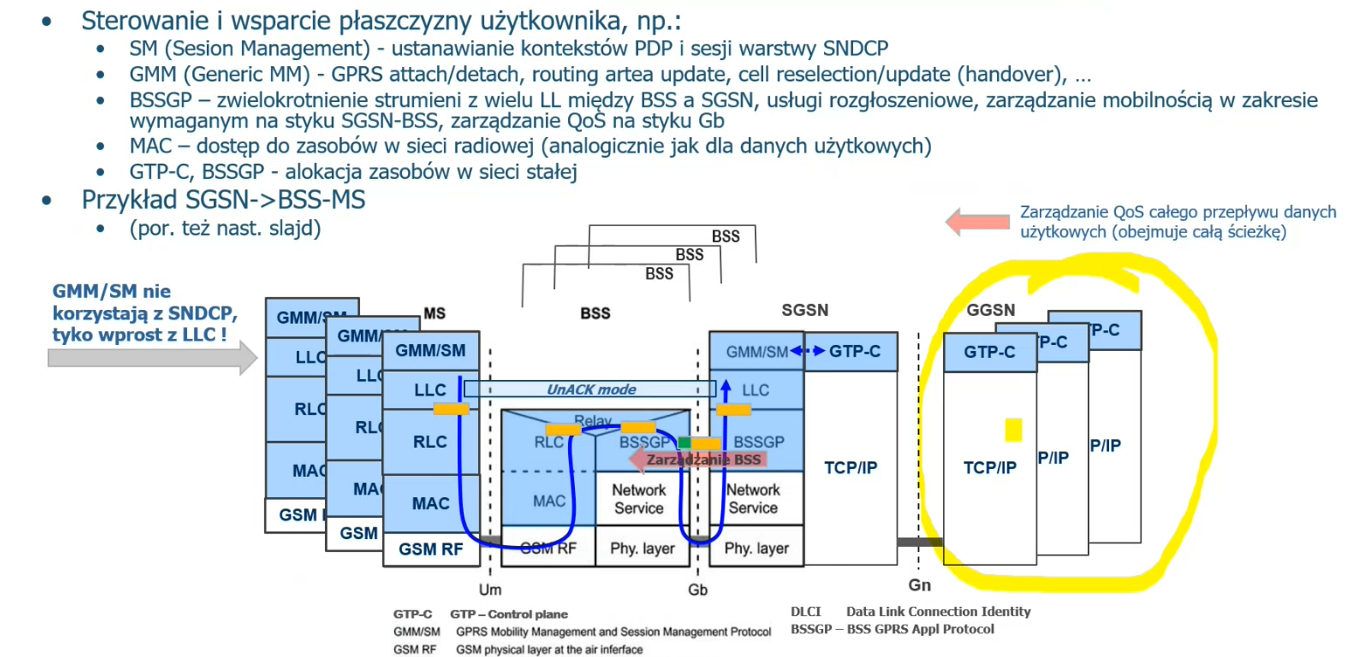 • Sterowanie i wsparcie płaszczyzny użytkownika, np.:
• SM (Sesion Management) - ustanawianie kontekstów PDP i sesji warstwy SNDCP
• GMM (Generic MM) - GPRS attach/detach, routing artea update, cell reselection/update (handover), ...
• BSSGP – zwielokrotnienie strumieni z wielu LL między BSS a SGSN, usługi rozgłoszeniowe, zarządzanie mobilnością w zakresie
wymaganym na styku SGSN-BSS, zarządzanie QoS na styku Gb
• MAC – dostęp do zasobów w sieci radiowej (analogicznie jak dla danych użytkowych)
• GTP-C, BSSGP - alokacja zasobów w sieci stałej
• Przykład SGSN->BSS-MS
• (por. też nast. slajd)
Zarządzanie QoS całego przepływu danych
użytkowych (obejmuje całą ścieżkę)
BSS
BSS
BSS
GMM/SM nie
korzystają z SNDCP,
tyko wprost z LLC !
MS
BSS
SGSN
GGSN
GMM/SM
LLC
RLC
MAC
GSM
GMM/SM
LLC
RLC
MAC
GSM
GMM/SM
LLC
RLC
MAC
GSM RF
UnACK mode
Relay
RLC
BSSGP
MAC
Network
Service
GSM RF
Phy. layer
Zarządzanie BSS
GMM/SM
LLC
BSSGP
Network
Service
Phy. layer
GTP-C
TCP/IP
GTP-C
TCP/IP
P-C
P/IP
TP-C
P/IP
Um
Gb
Gn
GTP-C GTP – Control plane
GMM/SM GPRS Mobility Management and Session Management Protocol
GSM RF GSM physical layer at the air inferface
DLCI Data Link Connection Identity
BSSGP – BSS GPRS Appl Protocol